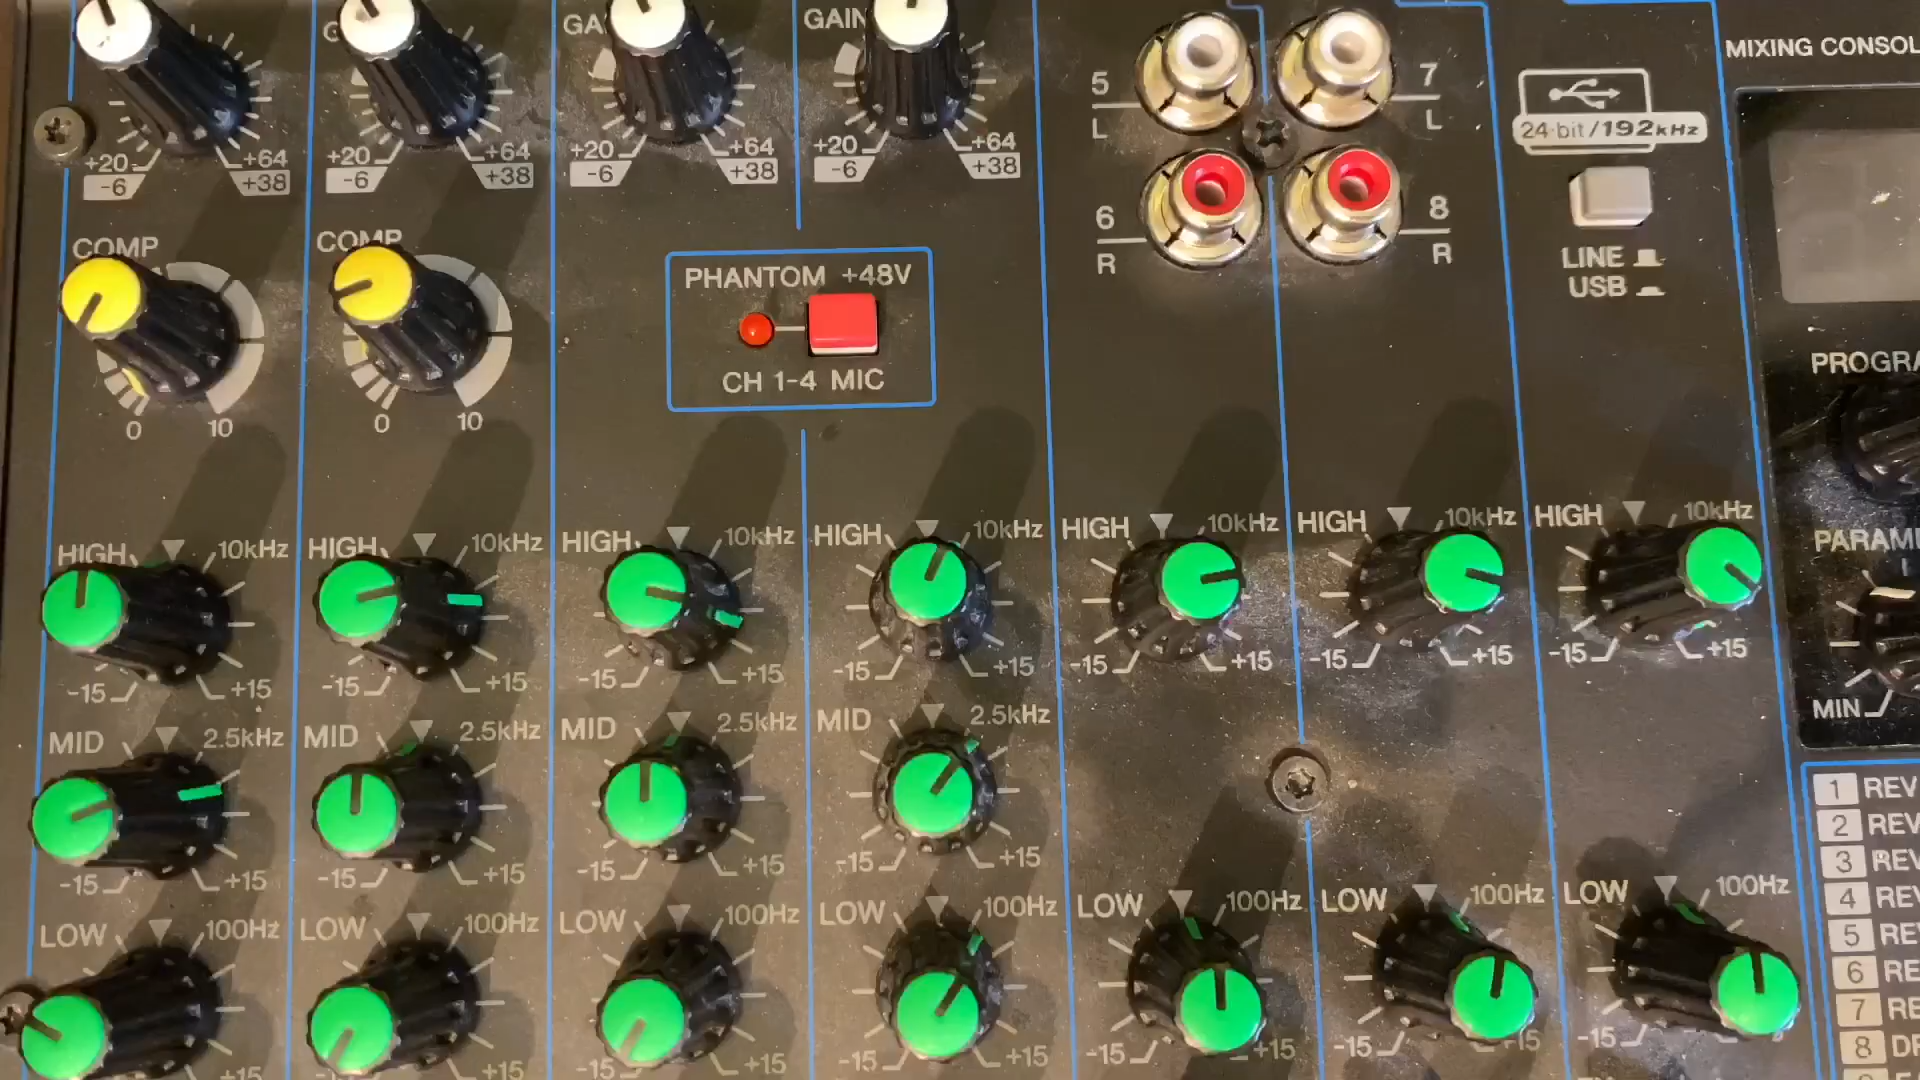 GAIN
MIXING CONSOL
5
7
L
L
24-bit/192kHz
+20
+64
+20
+64
+20
+64
+20
+64
-6
+38
-6
+38
-6
+38
-6
+38
6
8
R
R
COMP
COMP
LINE
USB
PHANTOM +48V
CH 1-4 MIC
0
10
0
10
HIGH
10kHz
HIGH
10kHz
HIGH
10kHz
HIGH
10kHz
HIGH
10kHz
HIGH
10kHz
HIGH
10kHz
-15
+15
-15
+15
-15
+15
-15
+15
-15
+15
-15
+15
-15
+15
MIN
MID
2.5kHz
MID
2.5kHz
MID
2.5kHz
MID
2.5kHz
-15
+15
-15
+15
-15
+15
-15
+15
LOW
100Hz
LOW
100Hz
LOW
100Hz
LOW
100Hz
LOW
100Hz
LOW
100Hz
LOW
100Hz
+15
+15
-15
+15
-15
+15
-15
+15
-15
+15
-15
1 REV
2 REV
3 REV
4 REV
5 RE
6 RE
7 RE
8